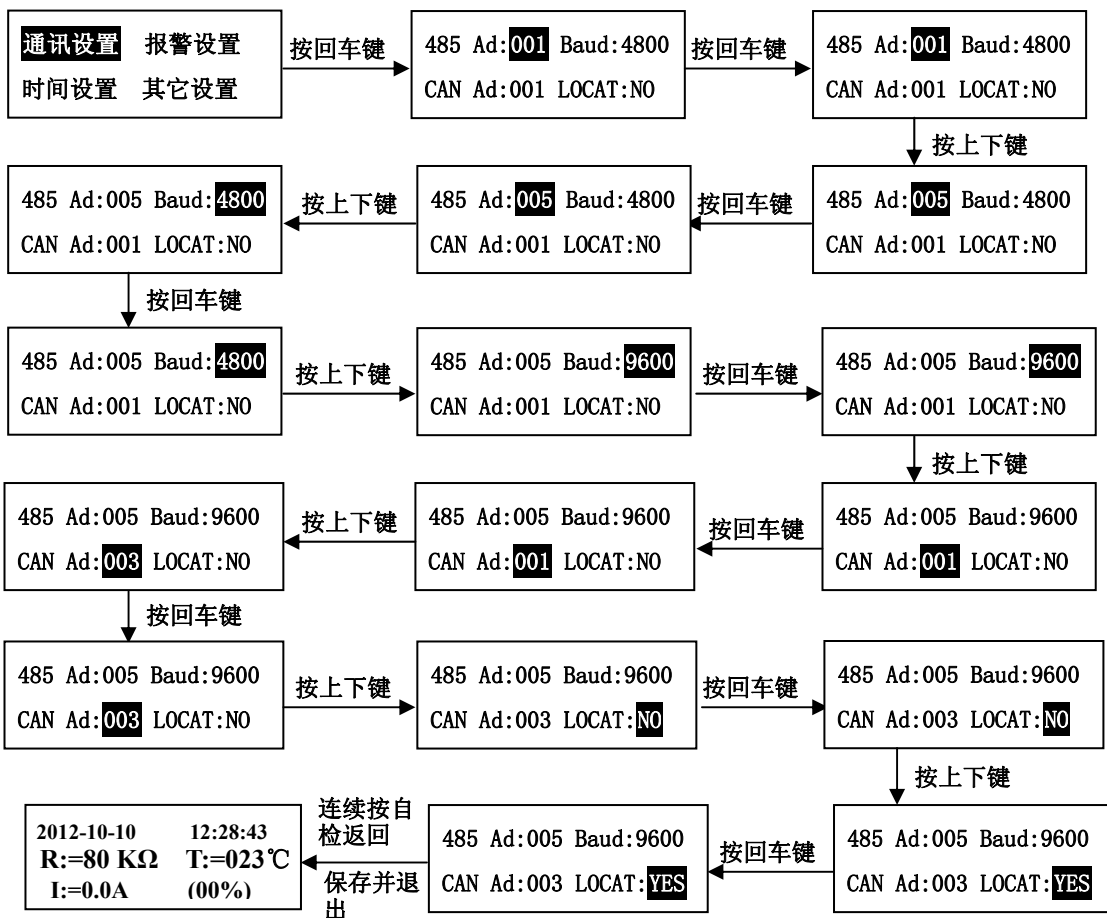 通讯设置 报警设置
时间设置 其它设置
按回车键
485 Ad:001 Baud:4800
CAN Ad:001 LOCAT:NO
按回车键
485 Ad:001 Baud:4800
CAN Ad:001 LOCAT:NO
按上下键
485 Ad:005 Baud:4800
CAN Ad:001 LOCAT:NO
按回车键
485 Ad:005 Baud:4800
CAN Ad:001 LOCAT:NO
按上下键
485 Ad:005 Baud:4800
CAN Ad:001 LOCAT:NO
按回车键
485 Ad:005 Baud:4800
CAN Ad:001 LOCAT:NO
按上下键
485 Ad:005 Baud:9600
CAN Ad:001 LOCAT:NO
按回车键
485 Ad:005 Baud:9600
CAN Ad:001 LOCAT:NO
按上下键
485 Ad:005 Baud:9600
CAN Ad:001 LOCAT:NO
按回车键
485 Ad:005 Baud:9600
CAN Ad:001 LOCAT:NO
按上下键
485 Ad:005 Baud:9600
CAN Ad:003 LOCAT:NO
按回车键
485 Ad:005 Baud:9600
CAN Ad:003 LOCAT:NO
按上下键
485 Ad:005 Baud:9600
CAN Ad:003 LOCAT:NO
按回车键
485 Ad:005 Baud:9600
CAN Ad:003 LOCAT:NO
按上下键
485 Ad:005 Baud:9600
CAN Ad:003 LOCAT:YES
按回车键
485 Ad:005 Baud:9600
CAN Ad:003 LOCAT:YES
连续按自
检返回
保存并退
出
2012-10-10 12:28:43
R:=80 KΩ T:=023℃
I:=0.0A (00%)